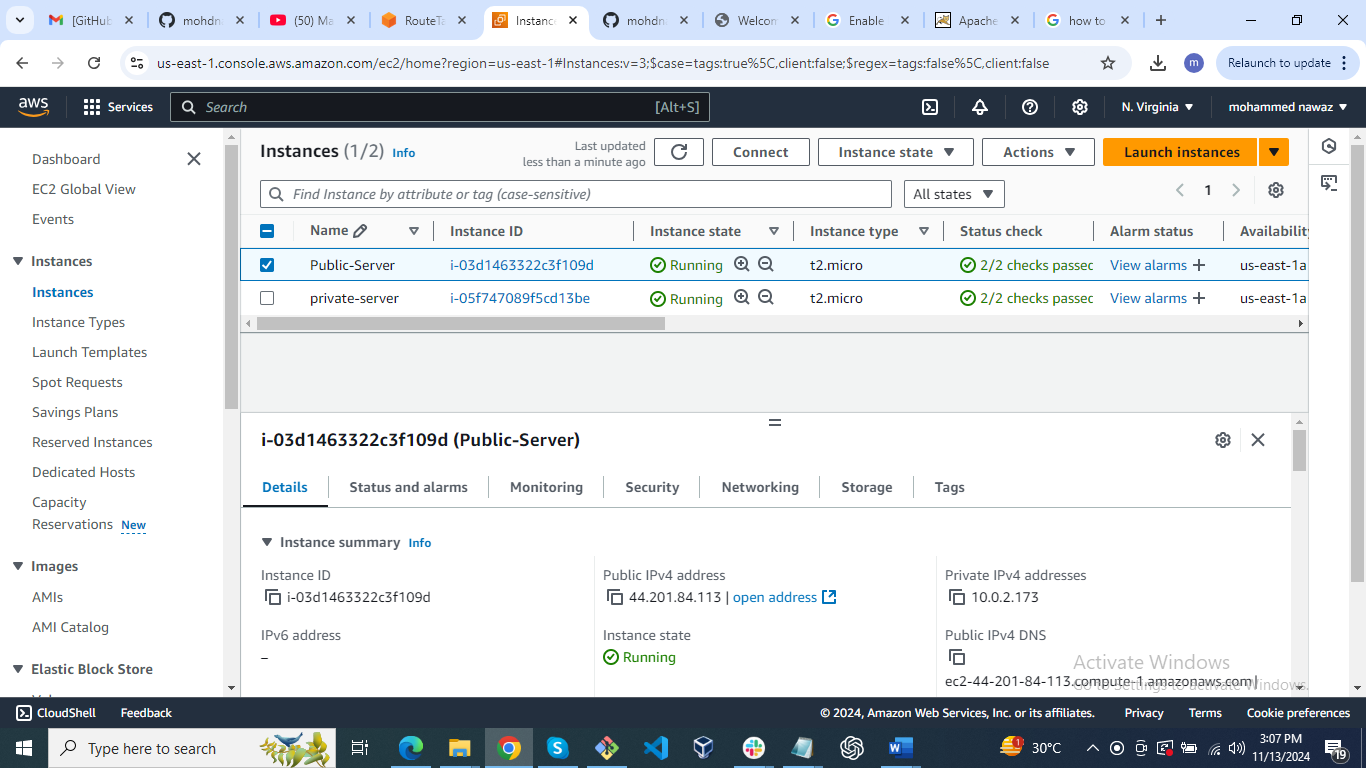 [GitHub
mohdn
(50) Ma
RouteTa
Instanc
mohdn
Welcom
Enable
Apache
how to
us-east-1.console.aws.amazon.com/ec2/home?region=us-east-1#Instances:v=3;$case=tags:true%5C,client:false;$regex=tags:false%5C,client:false
m
Relaunch to update
aws
Services
Search
[Alt+S]
N. Virginia
mohammed nawaz
Dashboard
EC2 Global View
Events
Instances
Instances
Instance Types
Launch Templates
Spot Requests
Savings Plans
Reserved Instances
Dedicated Hosts
Capacity
Reservations New
Images
AMIs
AMI Catalog
Elastic Block Store
Instances (1/2) Info
Last updated
less than a minute ago
Connect
Instance state
Actions
Launch instances
Find Instance by attribute or tag (case-sensitive)
All states
1
Name Instance ID Instance state Instance type Status check Alarm status Availability
Public-Server i-03d1463322c3f109d Running t2.micro 2/2 checks passec View alarms + us-east-1a
private-server i-05f747089f5cd13be Running t2.micro 2/2 checks passec View alarms + us-east-1a
i-03d1463322c3f109d (Public-Server)
Details Status and alarms Monitoring Security Networking Storage Tags
Instance summary Info
Instance ID
i-03d1463322c3f109d
Public IPv4 address
44.201.84.113 | open address
Private IPv4 addresses
10.0.2.173
IPv6 address
–
Instance state
Running
Public IPv4 DNS
ec2-44-201-84-113.compute-1.amazonaws.com |
Activate Windows
Go to Settings to activate Windows.
CloudShell Feedback
© 2024, Amazon Web Services, Inc. or its affiliates. Privacy Terms Cookie preferences
Type here to search
1
30°C
3:07 PM
11/13/2024
19